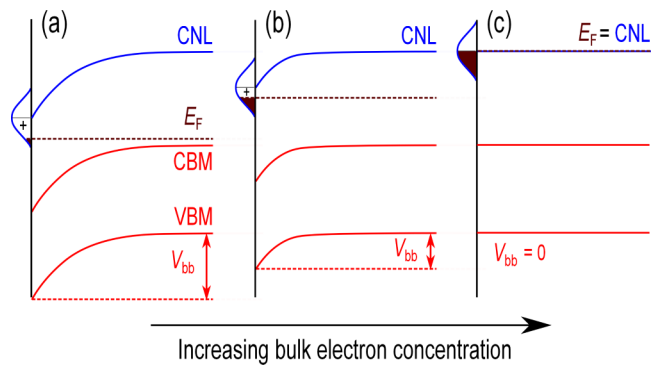 (a)
CNL
+
E_F
CBM
VBM
V_bb
(b)
CNL
+
V_bb
(c)
E_F = CNL
V_bb = 0
Increasing bulk electron concentration